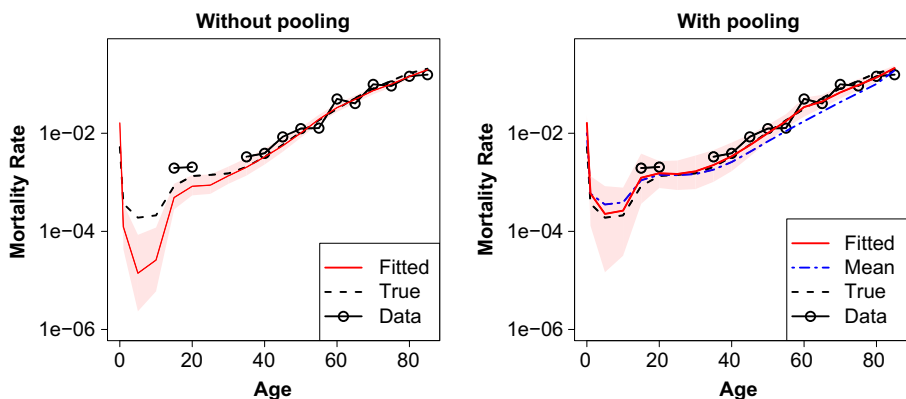 Without pooling
Mortality Rate
1e-02
1e-04
1e-06
0
20
40
60
80
Age
Fitted
True
Data
With pooling
Mortality Rate
1e-02
1e-04
1e-06
0
20
40
60
80
Age
Fitted
Mean
True
Data